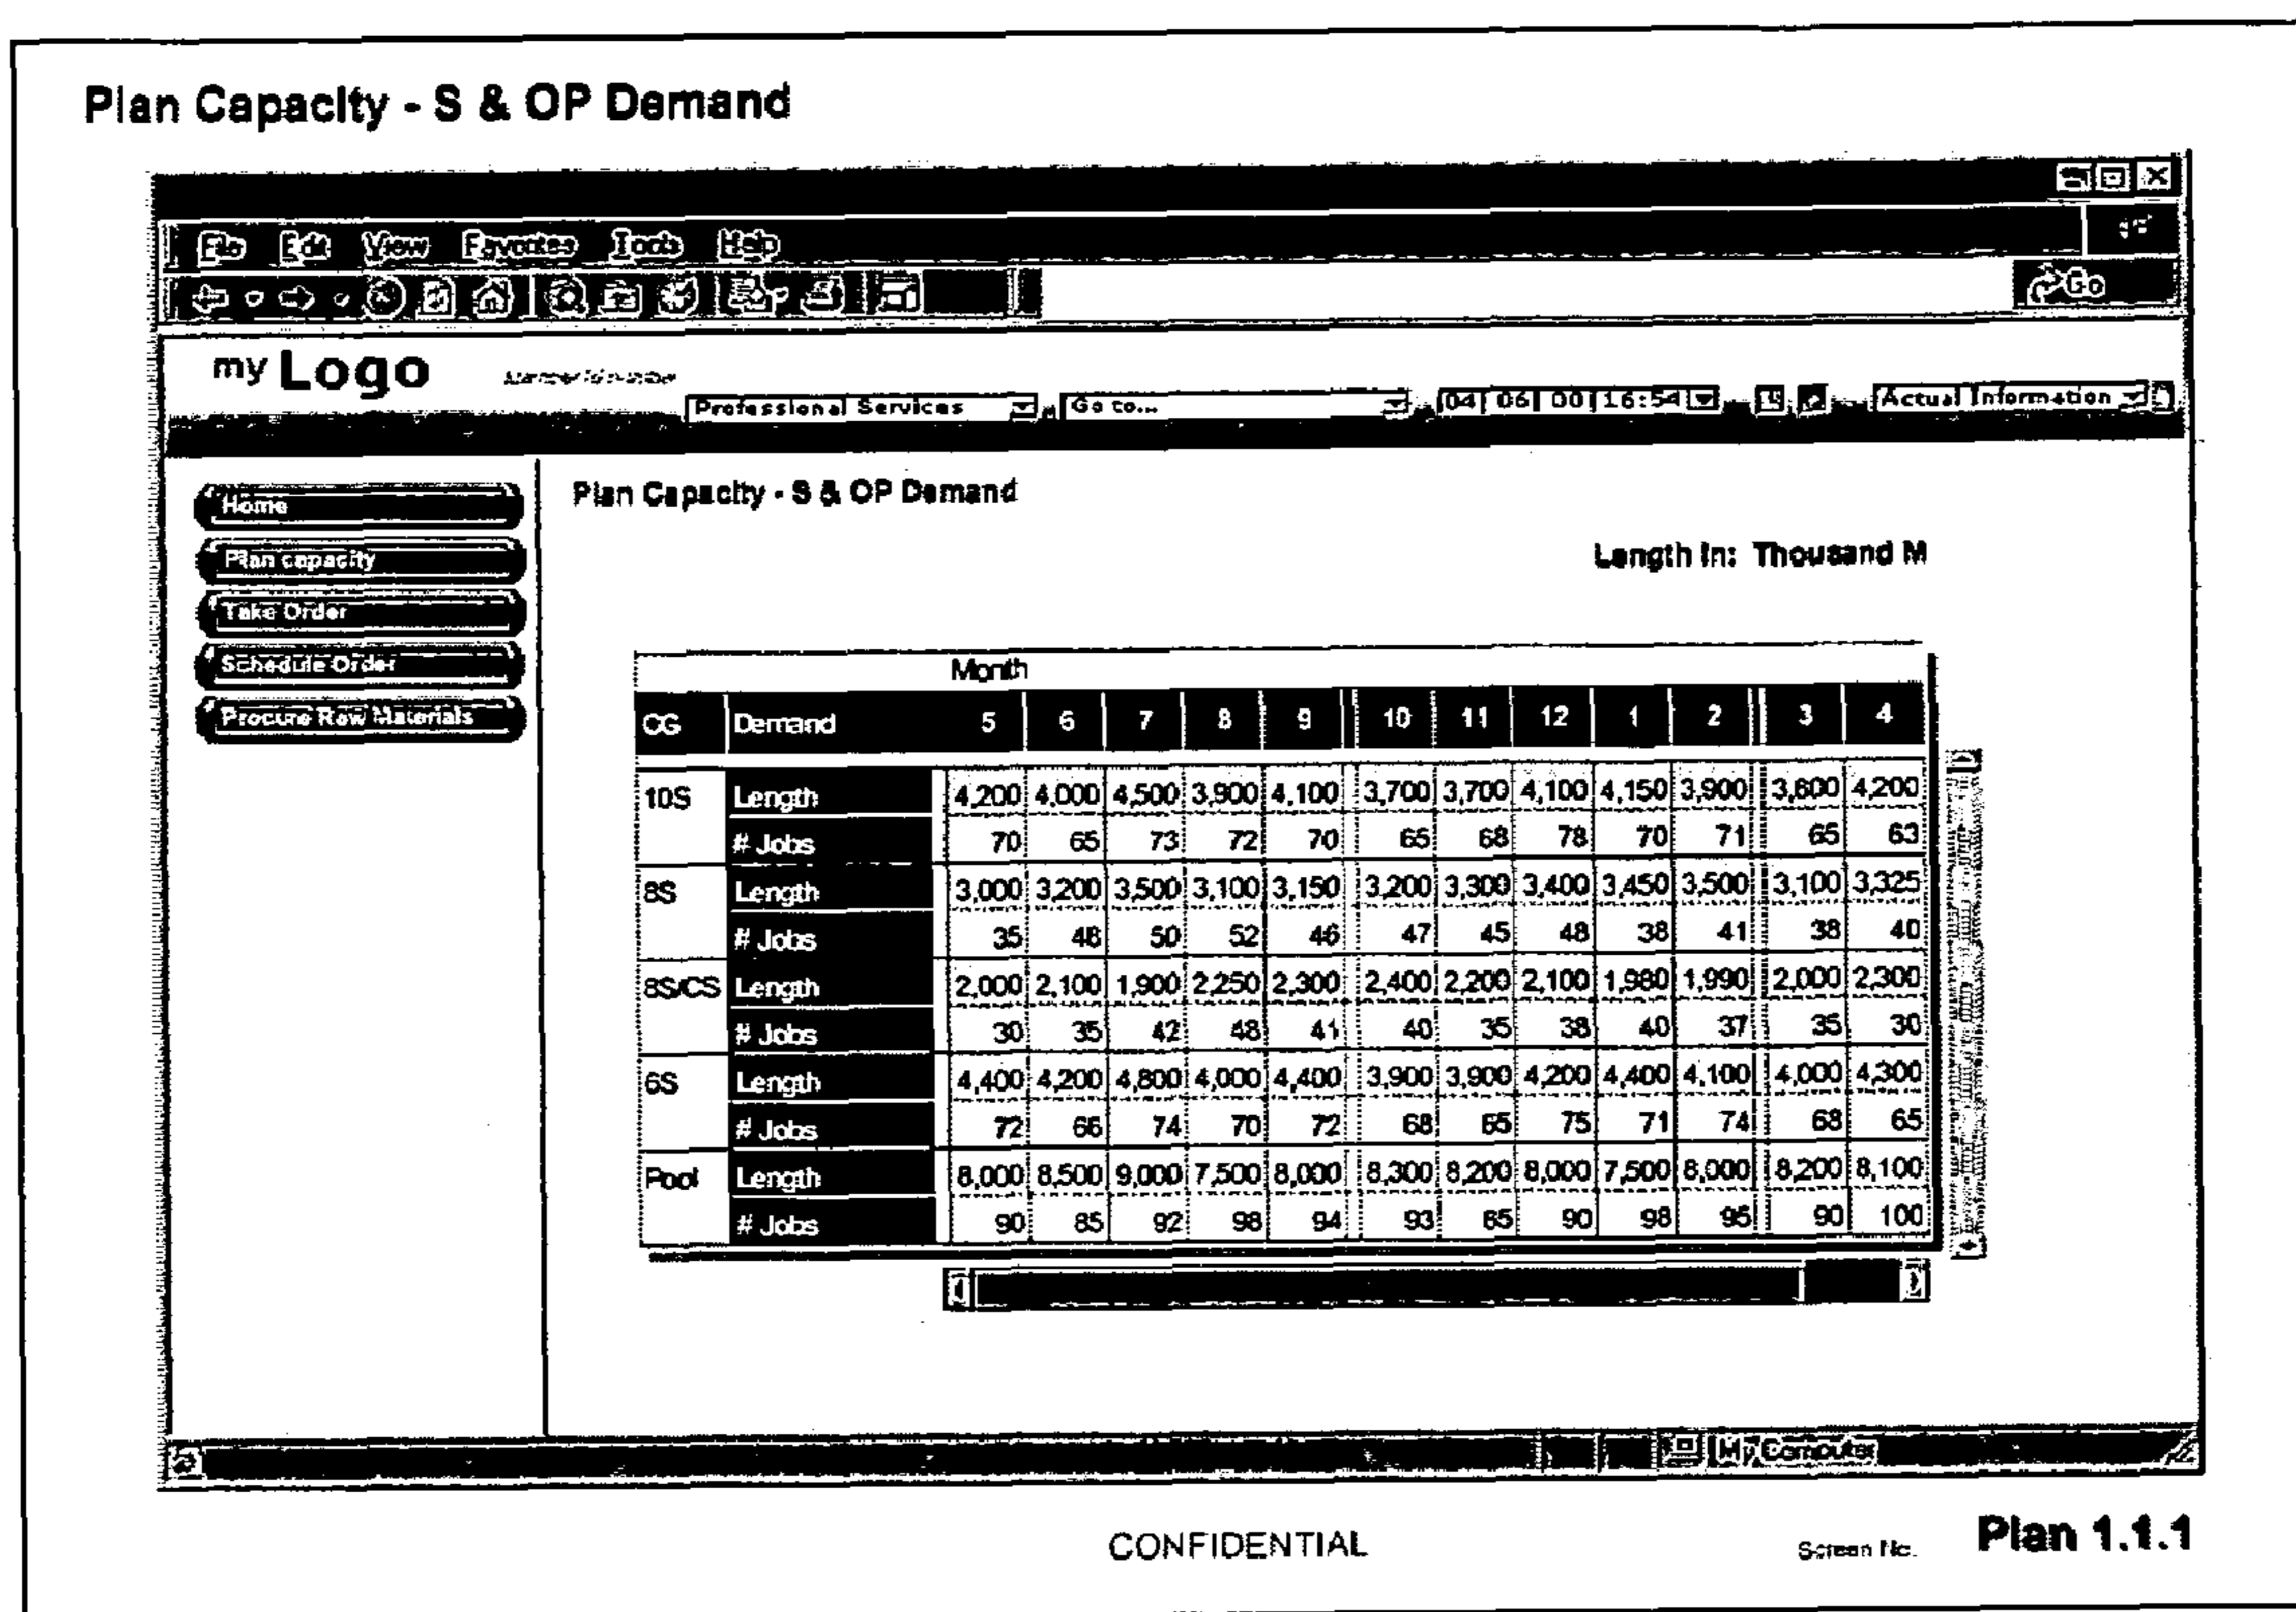 Plan Capacity - S & OP Demand
File Edit View Favorites Tools Help
Go
my Logo
Professional Services Go to... 04 06 00 16:54 Actual Information
Home
Plan capacity
Take Order
Schedule Order
Procure Raw Materials
Plan Capacity - S & OP Demand
Length In: Thousand M
Month
CG Demand 5 6 7 8 9 10 11 12 1 2 3 4
10S Length 4,200 4,000 4,500 3,900 4,100 3,700 3,700 4,100 4,150 3,900 4,200
# Jobs 70 65 73 72 70 65 68 78 70 71 65 63
8S Length 3,000 3,200 3,500 3,100 3,150 3,200 3,300 3,400 3,450 3,500 3,100 3,325
# Jobs 35 50 52 46 47 45 48 38 41 38 40
8S/CS Length 2,000 2,100 1,900 2,250 2,300 2,400 2,200 2,100 1,980 1,990 2,000 2,300
# Jobs 30 35 42 48 41 40 35 38 40 37 35 30
6S Length 4,400 4,200 4,800 4,000 4,400 3,900 3,900 4,200 4,400 4,100 4,000 4,300
# Jobs 72 74 70 72 68 75 71 74 68 65
Pool Length 8,000 8,500 9,000 7,500 8,000 8,300 8,200 8,000 7,500 8,000 8,200 8,100
# Jobs 90 85 92 98 94 93 90 98 95 90 100
My Computer
CONFIDENTIAL
Screen No. Plan 1.1.1